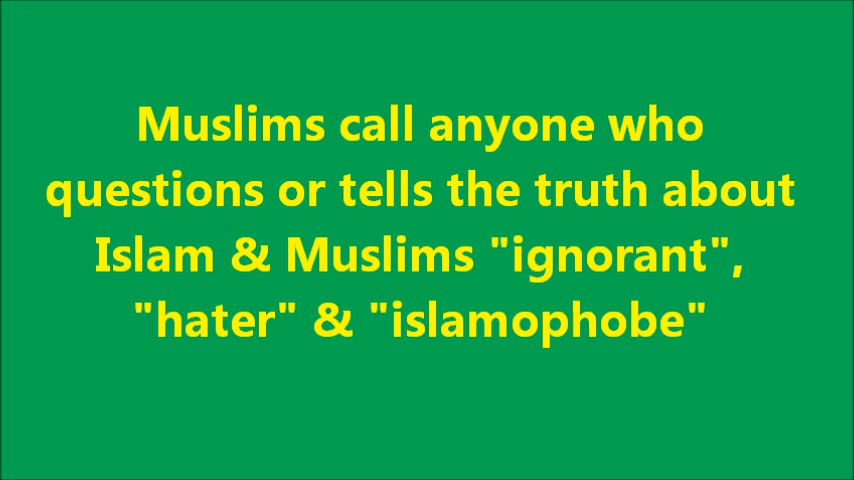 Muslims call anyone who
questions or tells the truth about
Islam & Muslims "ignorant",
"hater" & "islamophobe"